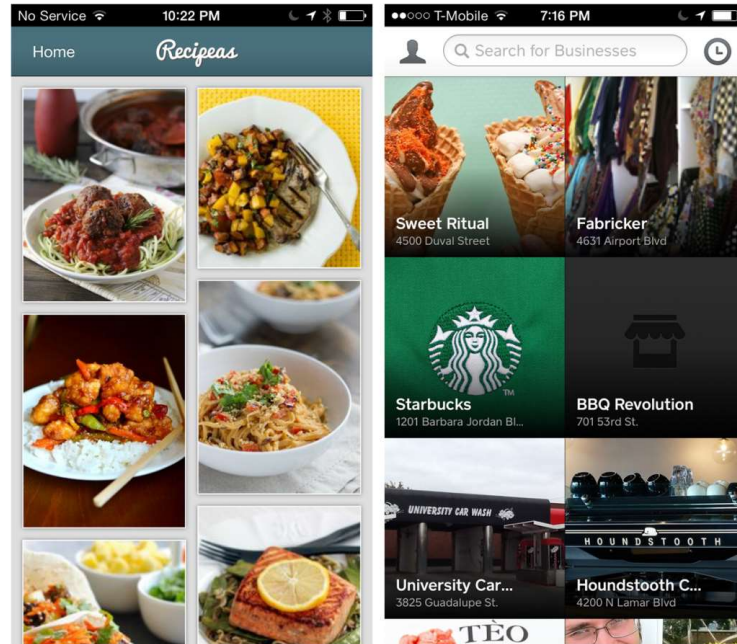 No Service 10:22 PM
Home Recipeas
T-Mobile 7:16 PM
Search for Businesses
Sweet Ritual
4500 Duval Street
Fabricker
4631 Airport Blvd
TM
Starbucks
1201 Barbara Jordan Bl...
BBQ Revolution
701 53rd St.
UNIVERSITY CAR WASH
University Car...
3825 Guadalupe St.
HOUNDSTOOTH
Houndstooth C...
4200 N Lamar Blvd
TÈO